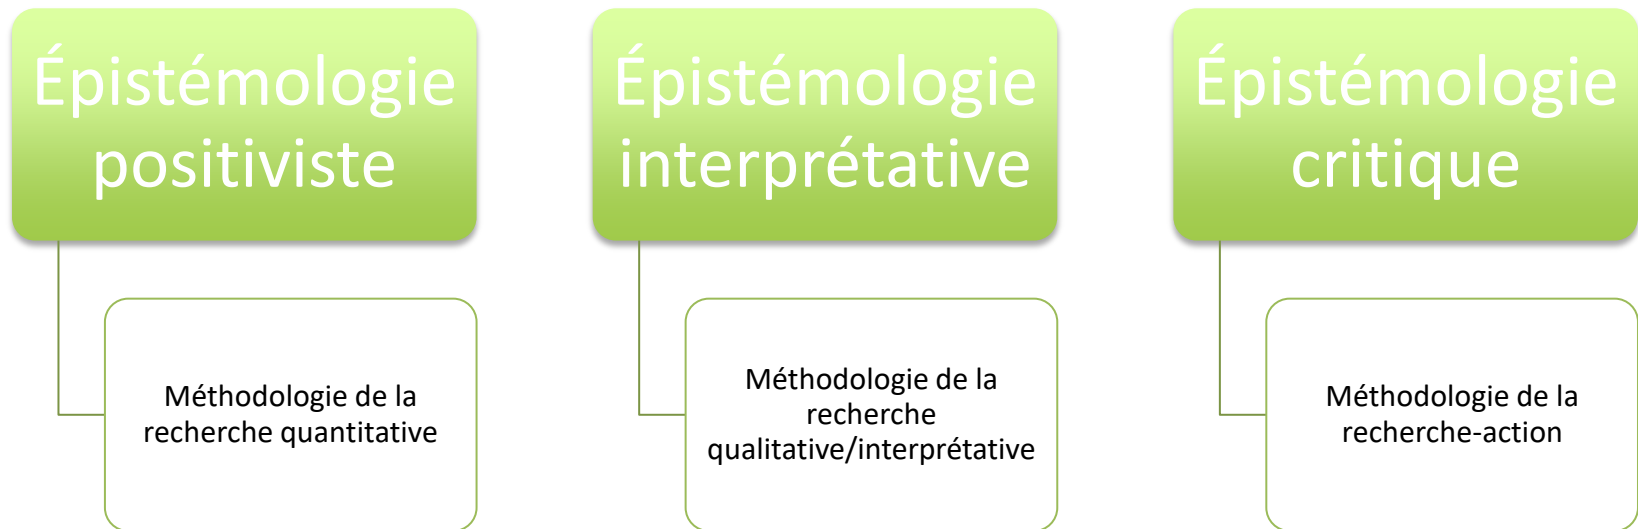 Épistémologie
positiviste
Méthodologie de la
recherche quantitative
Épistémologie
interprétative
Méthodologie de la
recherche
qualitative/interprétative
Épistémologie
critique
Méthodologie de la
recherche-action